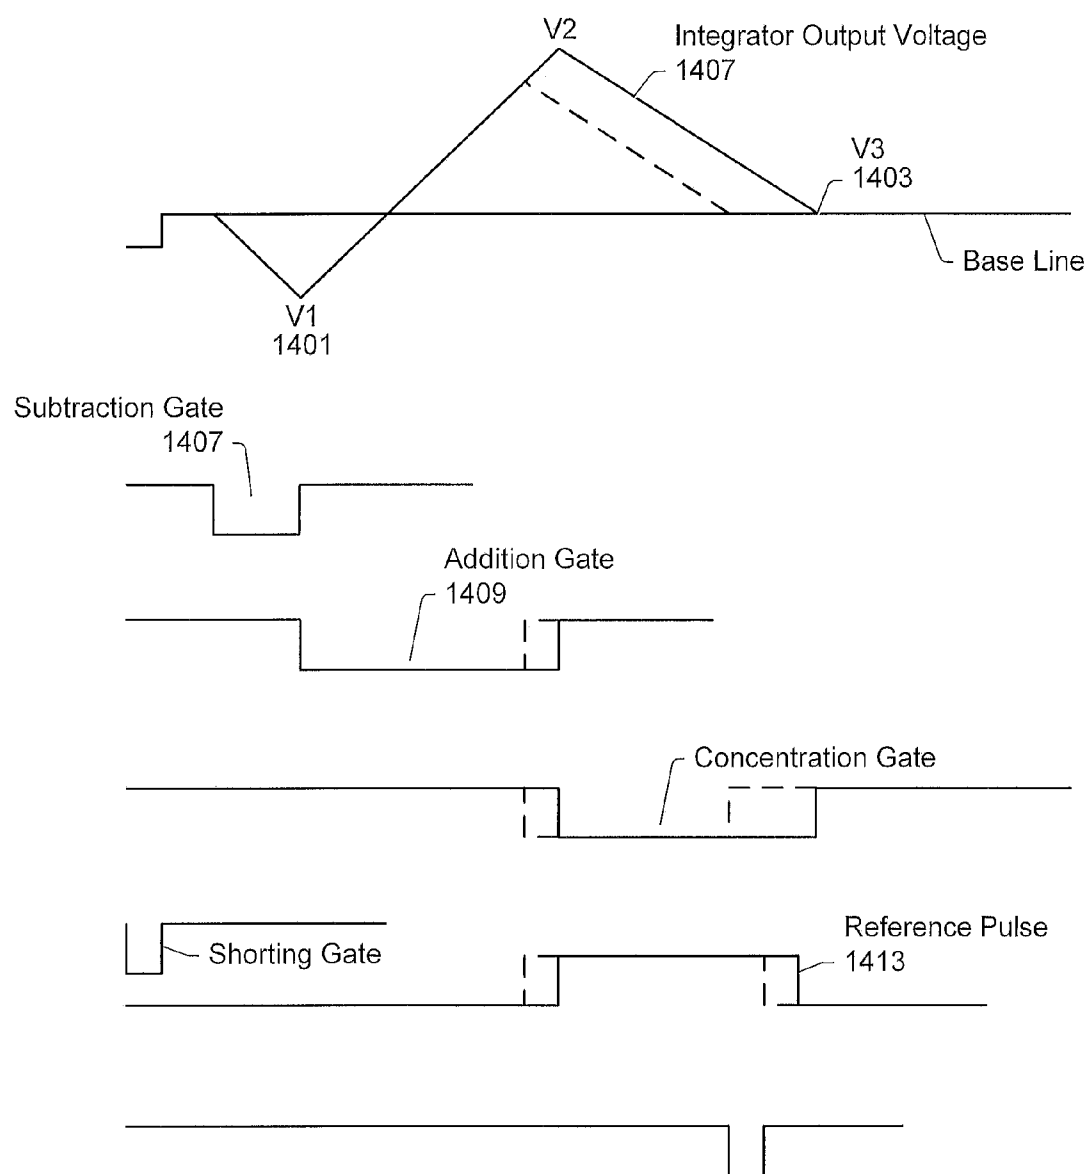 V2
Integrator Output Voltage
1407
V3
1403
Base Line
V1
1401
Subtraction Gate
1407
Addition Gate
1409
Concentration Gate
Shorting Gate
Reference Pulse
1413